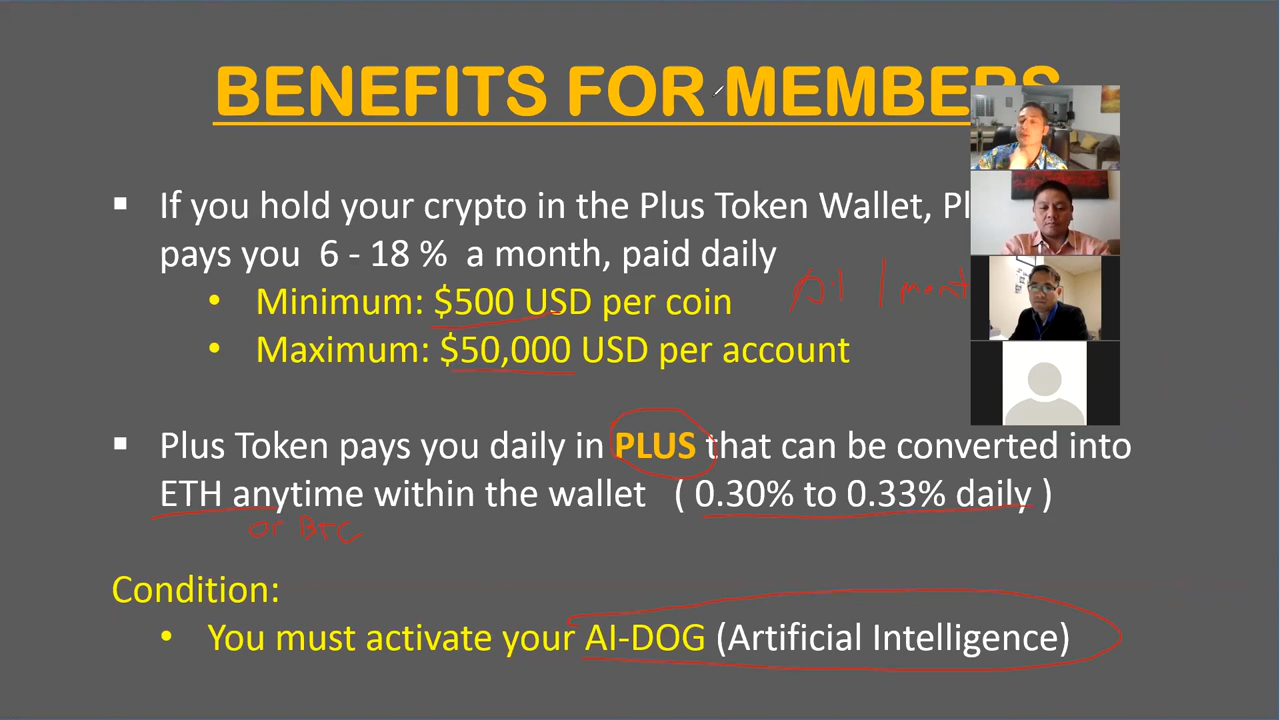 BENEFITS FOR MEMBERS
If you hold your crypto in the Plus Token Wallet, Pl
pays you 6 - 18 % a month, paid daily
• Minimum: $500 USD per coin
• Maximum: $50,000 USD per account
Plus Token pays you daily in PLUS that can be converted into
ETH anytime within the wallet ( 0.30% to 0.33% daily )
or BTC
Condition:
• You must activate your AI-DOG (Artificial Intelligence)